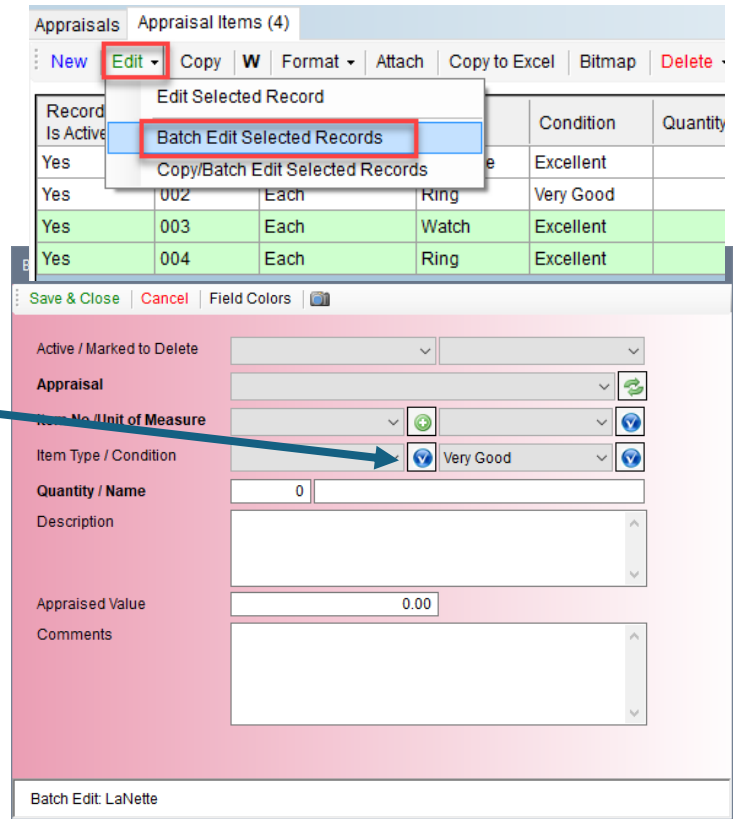 Appraisals Appraisal Items (4)
New Edit Copy W Format Attach Copy to Excel Bitmap Delete
Edit Selected Record
Batch Edit Selected Records
Copy/Batch Edit Selected Records
Record Is Active Condition Quantity
Yes e Excellent
Yes 002 Each Ring Very Good
Yes 003 Each Watch Excellent
Yes 004 Each Ring Excellent
Save & Close Cancel Field Colors
Active / Marked to Delete
Appraisal
Item No /Unit of Measure
Item Type / Condition Very Good
Quantity / Name 0
Description
Appraised Value 0.00
Comments
Batch Edit: LaNette